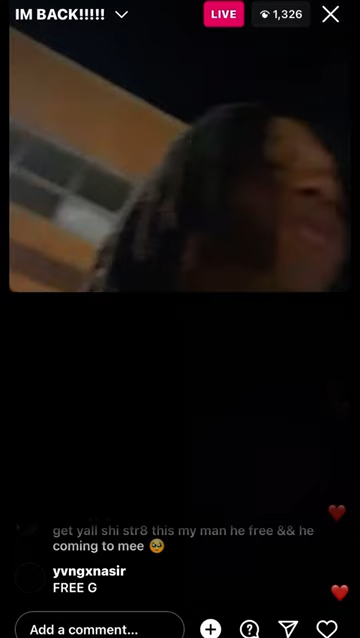 IM BACK!!!!!
LIVE
1,326
get yall shi str8 this my man he free && he
coming to mee 🥺
yvngxnasir
FREE G
Add a comment...